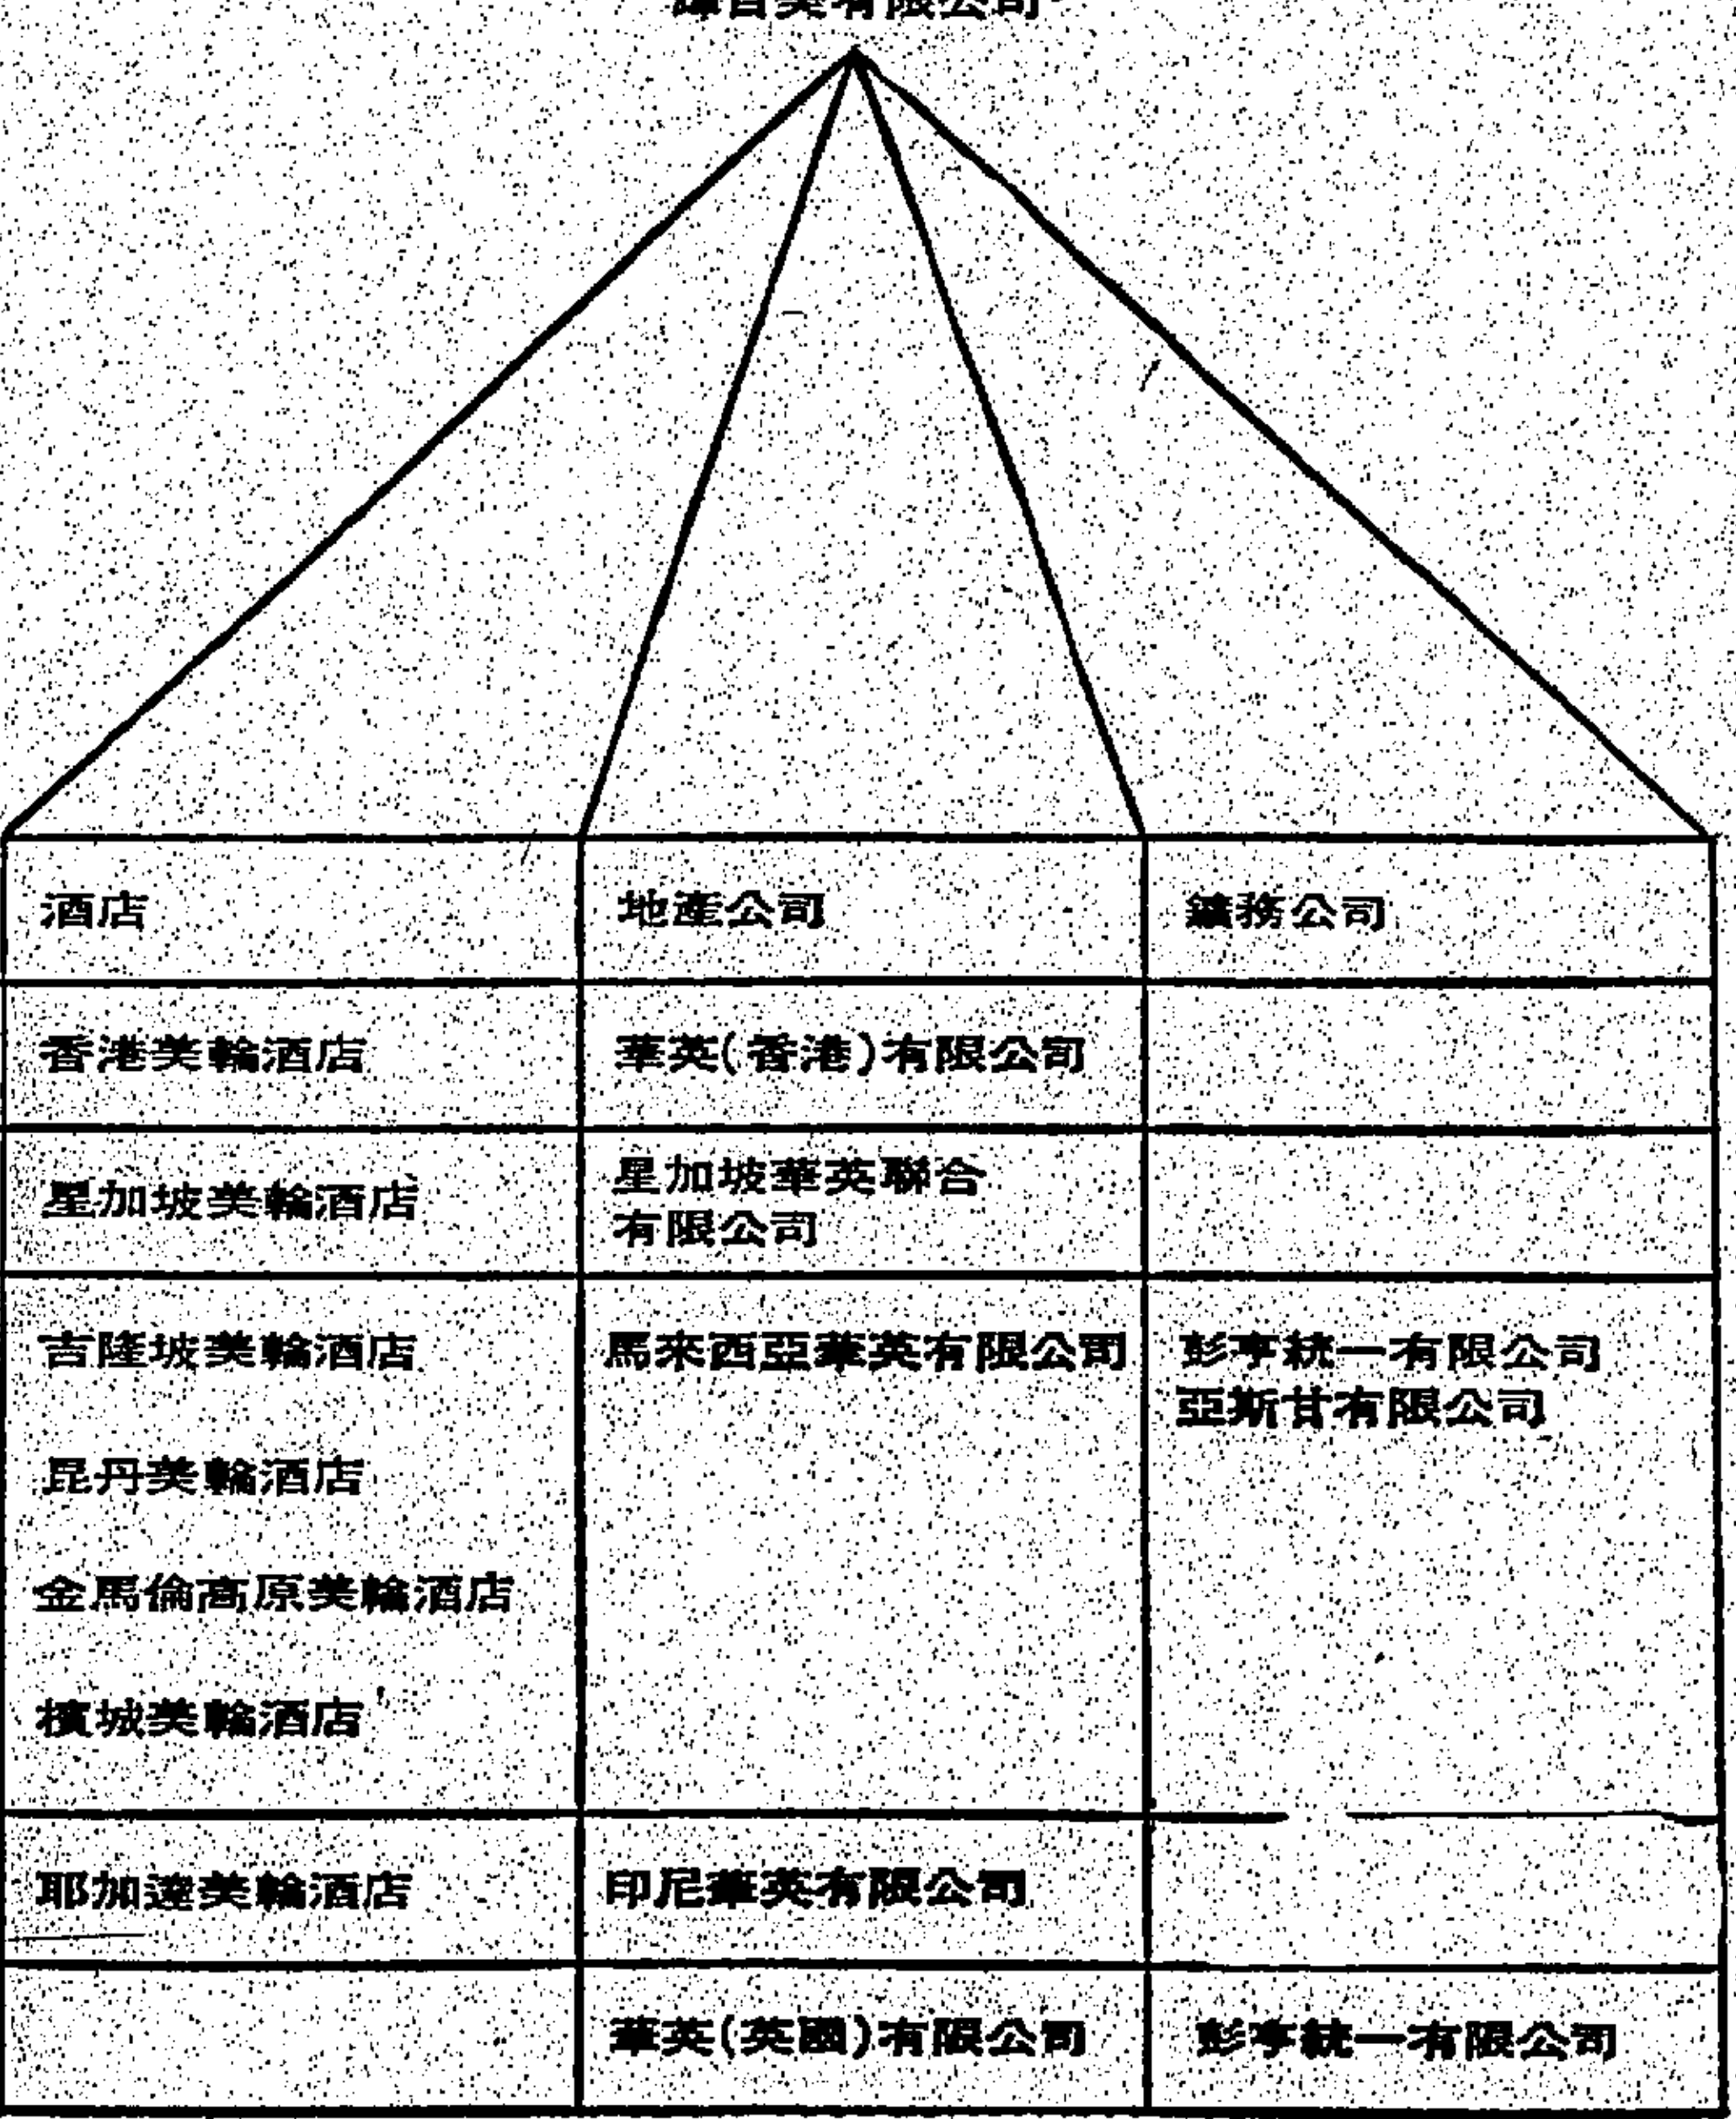 有限公司
酒店
地產公司
鑛務公司
香港美輪酒店
華英(香港)有限公司
星加坡美輪酒店
星加坡華英聯合
有限公司
吉隆坡美輪酒店
昆丹美輪酒店
金馬倫高原美輪酒店
檳城美輪酒店
馬來西亞華英有限公司
彭亨統一有限公司
亞斯甘有限公司
耶加達美輪酒店
印尼華英有限公司
華英(英國)有限公司
彭亨統一有限公司